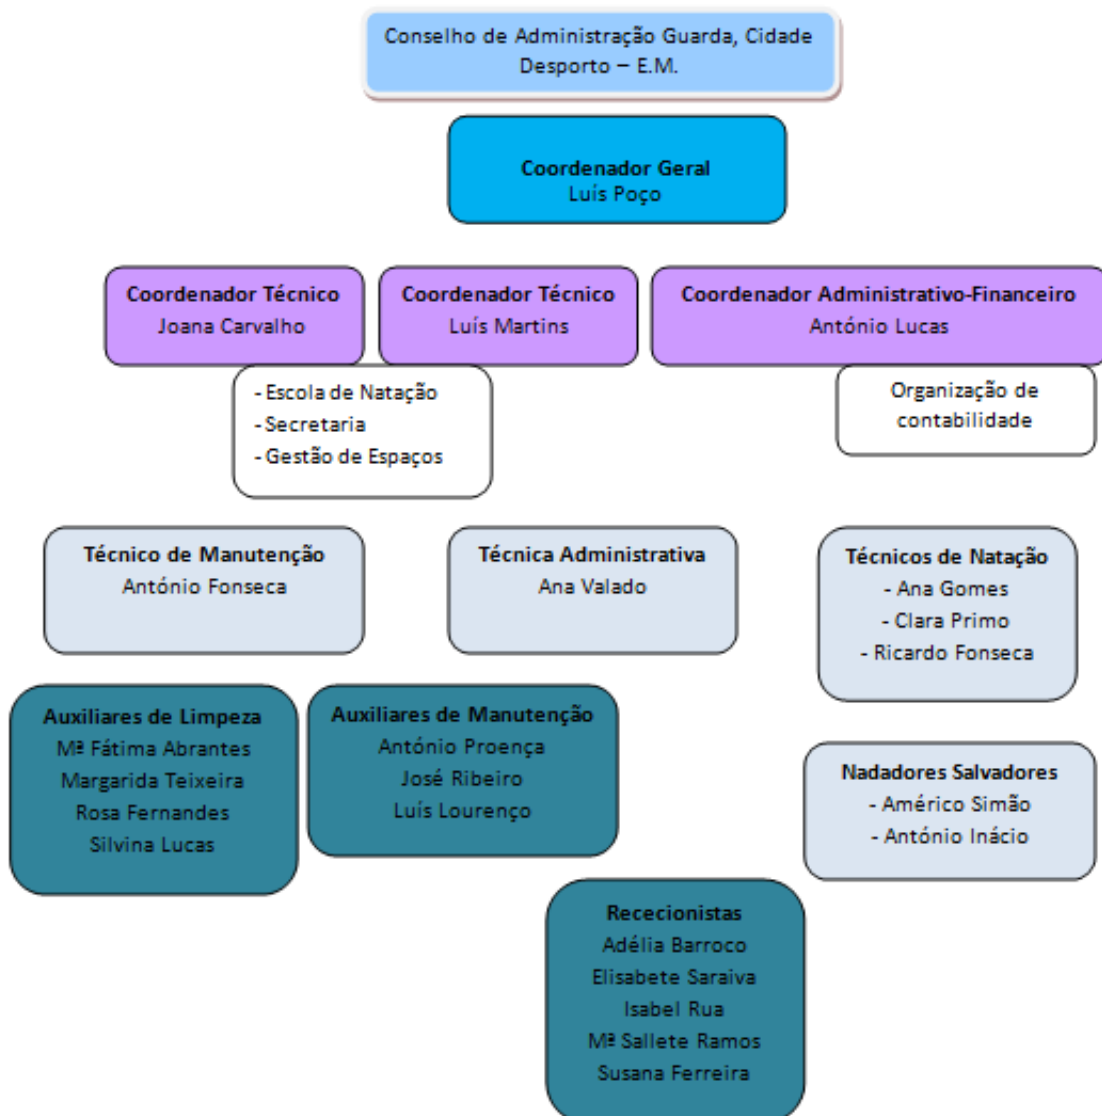 Conselho de Administração Guarda, Cidade
Desporto – E.M.
Coordenador Geral
Luís Poço
Coordenador Técnico
Joana Carvalho
Coordenador Técnico
Luís Martins
Coordenador Administrativo-Financeiro
António Lucas
- Escola de Natação
- Secretaria
- Gestão de Espaços
Organização de
contabilidade
Técnico de Manutenção
António Fonseca
Técnica Administrativa
Ana Valado
Técnicos de Natação
- Ana Gomes
- Clara Primo
- Ricardo Fonseca
Auxiliares de Limpeza
Mª Fátima Abrantes
Margarida Teixeira
Rosa Fernandes
Silvina Lucas
Auxiliares de Manutenção
António Proença
José Ribeiro
Luís Lourenço
Nadadores Salvadores
- Américo Simão
- António Inácio
Rececionistas
Adélia Barroco
Elisabete Saraiva
Isabel Rua
Mª Sallete Ramos
Susana Ferreira